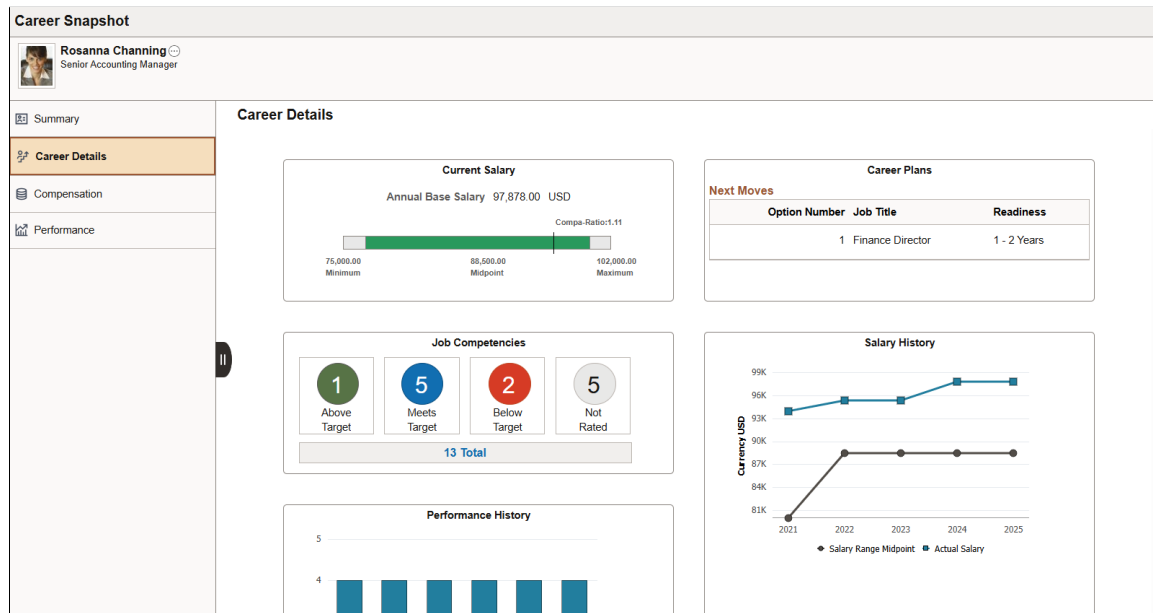 Career Snapshot
Rosanna Channing
Senior Accounting Manager
Summary
Career Details
Compensation
Performance
Career Details
Current Salary
Annual Base Salary 97,878.00 USD
Compa-Ratio:1.11
75,000.00 88,500.00 102,000.00
Minimum Midpoint Maximum
Career Plans
Next Moves
Option Number Job Title Readiness
1 Finance Director 1 - 2 Years
Job Competencies
1 5 2 5
Above Meets Below Not
Target Target Target Rated
13 Total
Salary History
99K
96K
93K
90K
87K
84K
81K
Currency USD
2021 2022 2023 2024 2025
Salary Range Midpoint Actual Salary
Performance History
5
4